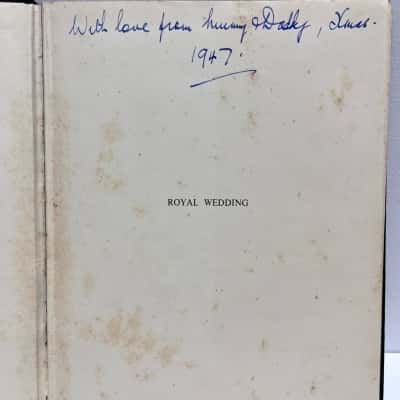 With love from Mummy & Daddy, Xmas.
1947.
ROYAL WEDDING